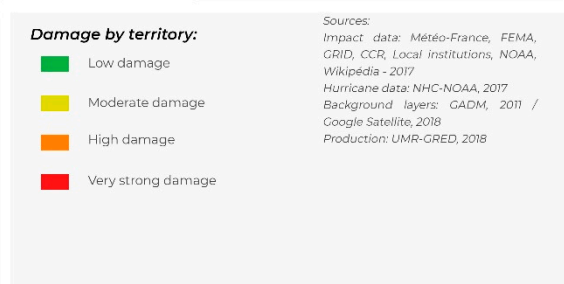 Damage by territory:
Low damage
Moderate damage
High damage
Very strong damage
Sources:
Impact data: Météo-France, FEMA,
GRID, CCR, Local institutions, NOAA,
Wikipédia - 2017
Hurricane data: NHC-NOAA, 2017
Background layers: GADM, 2011 /
Google Satellite, 2018
Production: UMR-GRED, 2018